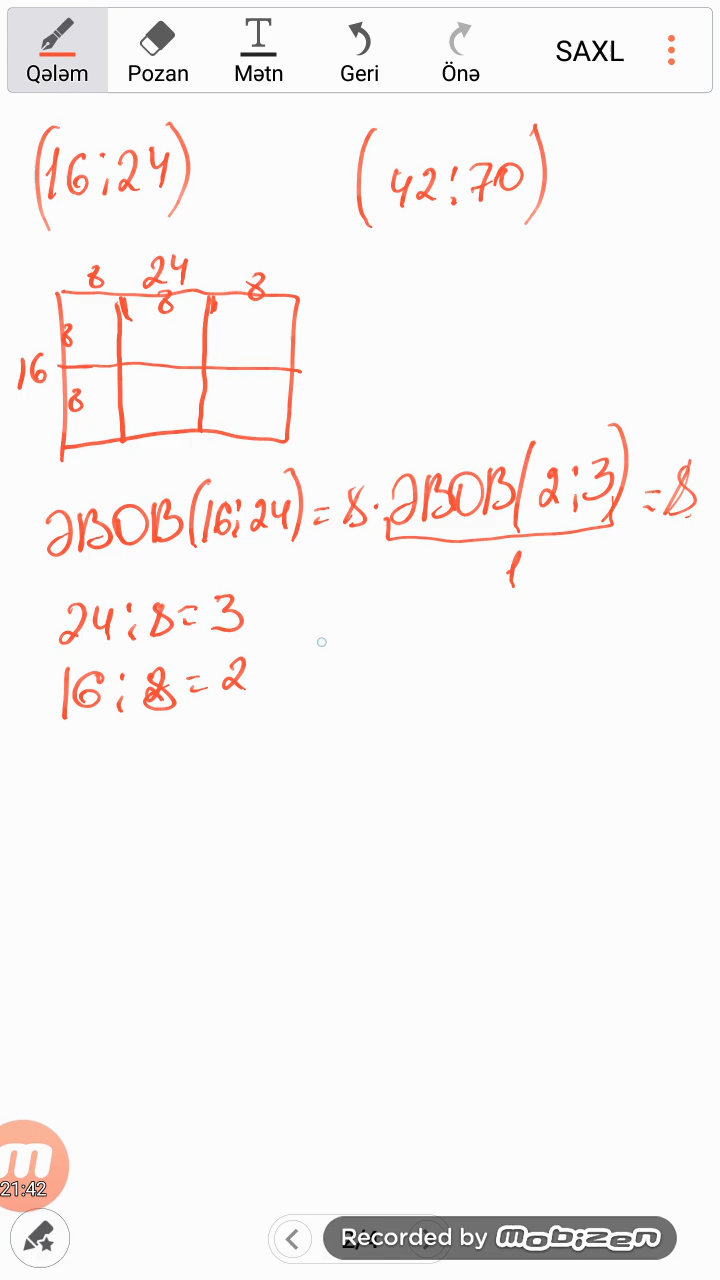 Qələm Pozan Mətn Geri Önə SAXL
(16;24) (42;70)
8 24 8
8
8
16
8
ƏBOB(16;24)=8·ƏBOB(2;3)=8
1
24:8=3
16:8=2
21:42
Recorded by mobizen